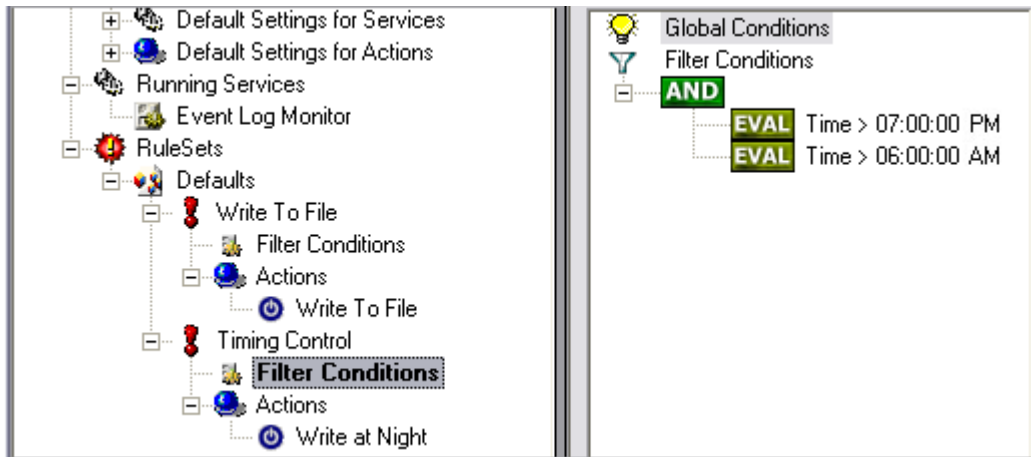 Default Settings for Services
Default Settings for Actions
Running Services
Event Log Monitor
RuleSets
Defaults
Write To File
Filter Conditions
Actions
Write To File
Timing Control
Filter Conditions
Actions
Write at Night
Global Conditions
Filter Conditions
AND
EVAL Time > 07:00:00 PM
EVAL Time > 06:00:00 AM